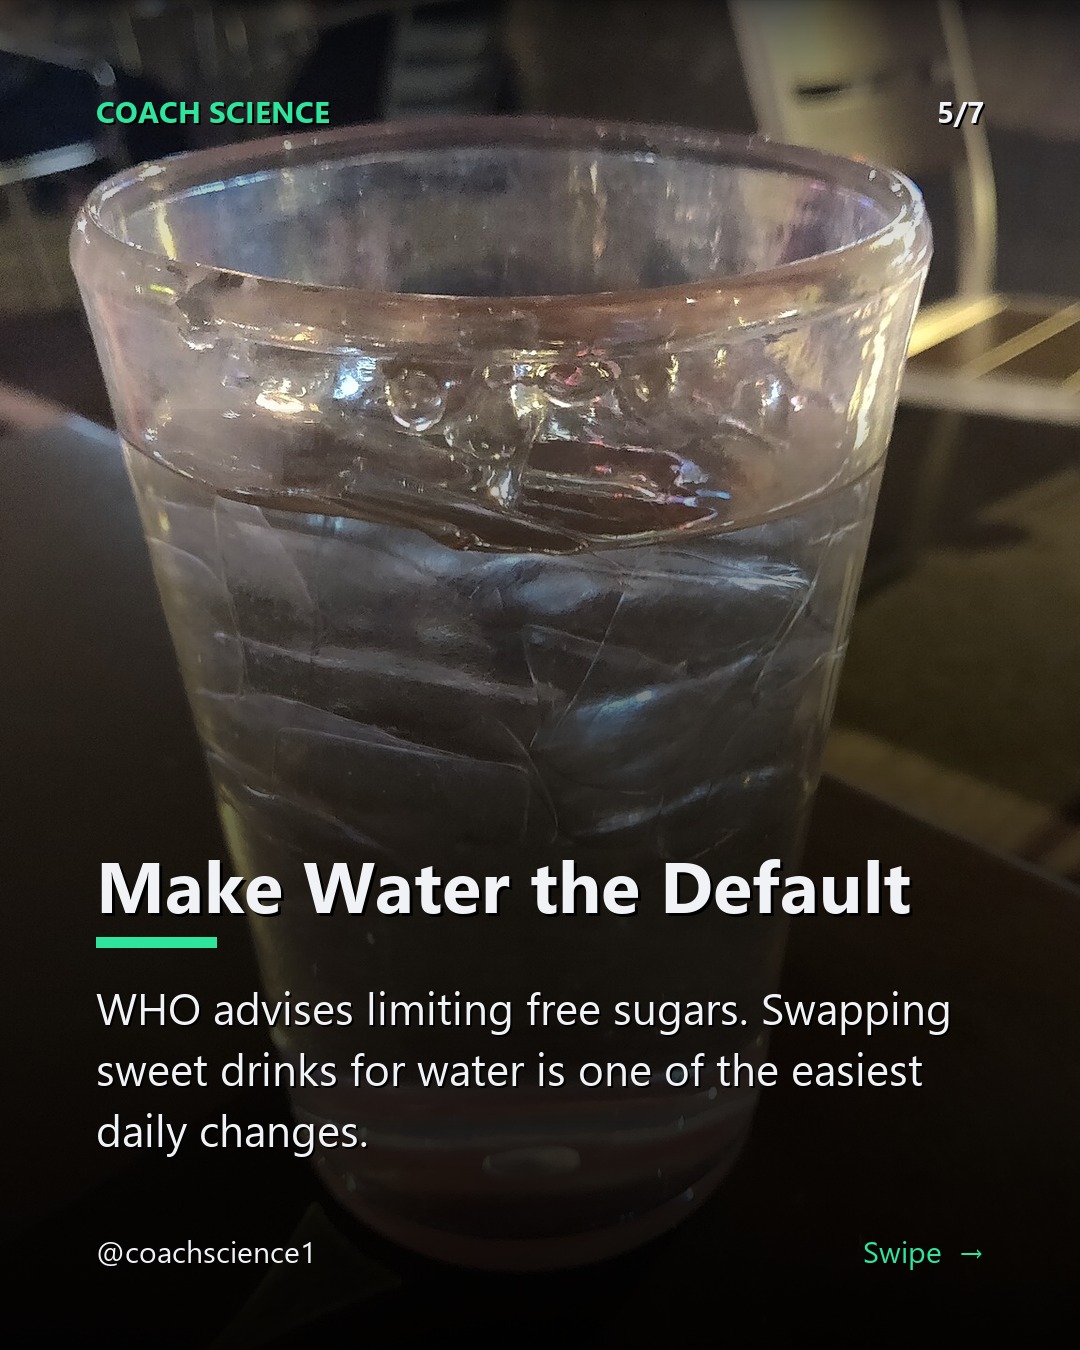 COACH SCIENCE
5/7
Make Water the Default
WHO advises limiting free sugars. Swapping
sweet drinks for water is one of the easiest
daily changes.
@coachscience1
Swipe →